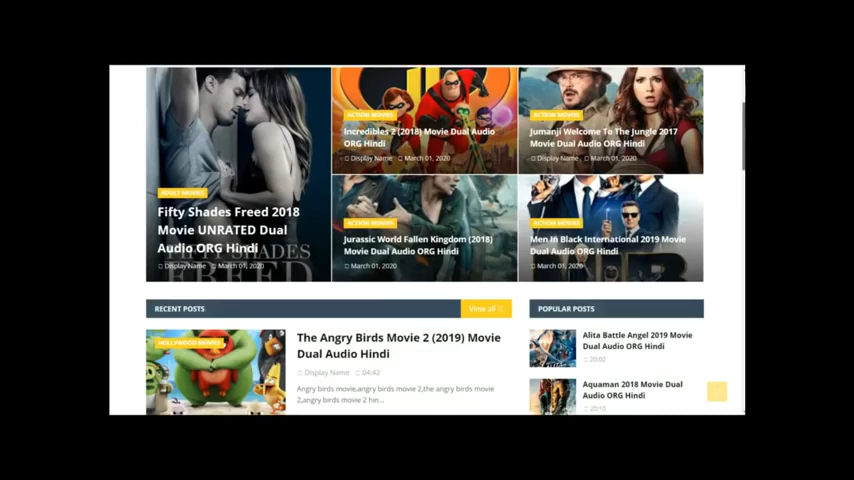 ADULT MOVIES
Fifty Shades Freed 2018
Movie UNRATED Dual
Audio ORG Hindi
Display Name March 01, 2020
FIFTY SHADES
FREED
ACTION MOVIES
Incredibles 2 (2018) Movie Dual Audio
ORG Hindi
Display Name March 01, 2020
ACTION MOVIES
Jumanji Welcome To The Jungle 2017
Movie Dual Audio ORG Hindi
Display Name March 01, 2020
ACTION MOVIES
Jurassic World Fallen Kingdom (2018)
Movie Dual Audio ORG Hindi
March 01, 2020
ACTION MOVIES
Men In Black International 2019 Movie
Dual Audio ORG Hindi
March 01, 2020
RECENT POSTS
View all
HOLLYWOOD MOVIES
The Angry Birds Movie 2 (2019) Movie
Dual Audio Hindi
Display Name 04:42
Angry birds movie,angry birds movie 2,the angry birds movie
2,angry birds movie 2 hin...
POPULAR POSTS
Alita Battle Angel 2019 Movie
Dual Audio ORG Hindi
20:02
Aquaman 2018 Movie Dual
Audio ORG Hindi
20:10